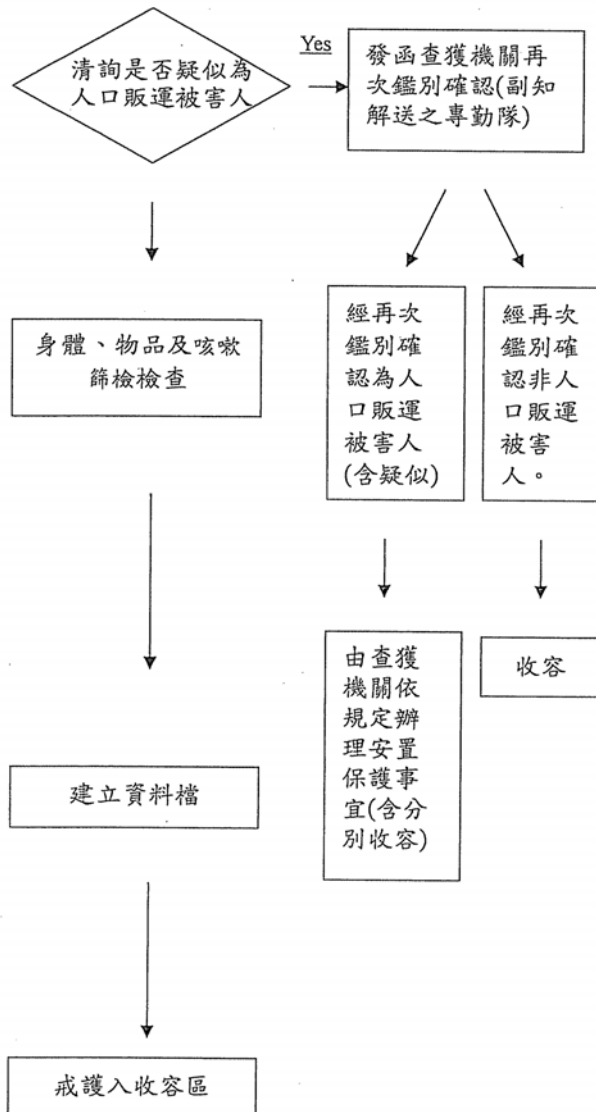 清詢是否疑似為
人口販運被害人
Yes
發函查獲機關再
次鑑別確認(副知
解送之專勤隊)
身體、物品及咳嗽
篩檢檢查
經再次
鑑別確
認為人
口販運
被害人
(含疑似)
經再次
鑑別確
認非人
口販運
被害
人。
由查獲
機關依
規定辦
理安置
保護事
宜(含分
別收容)
收容
建立資料檔
戒護入收容區